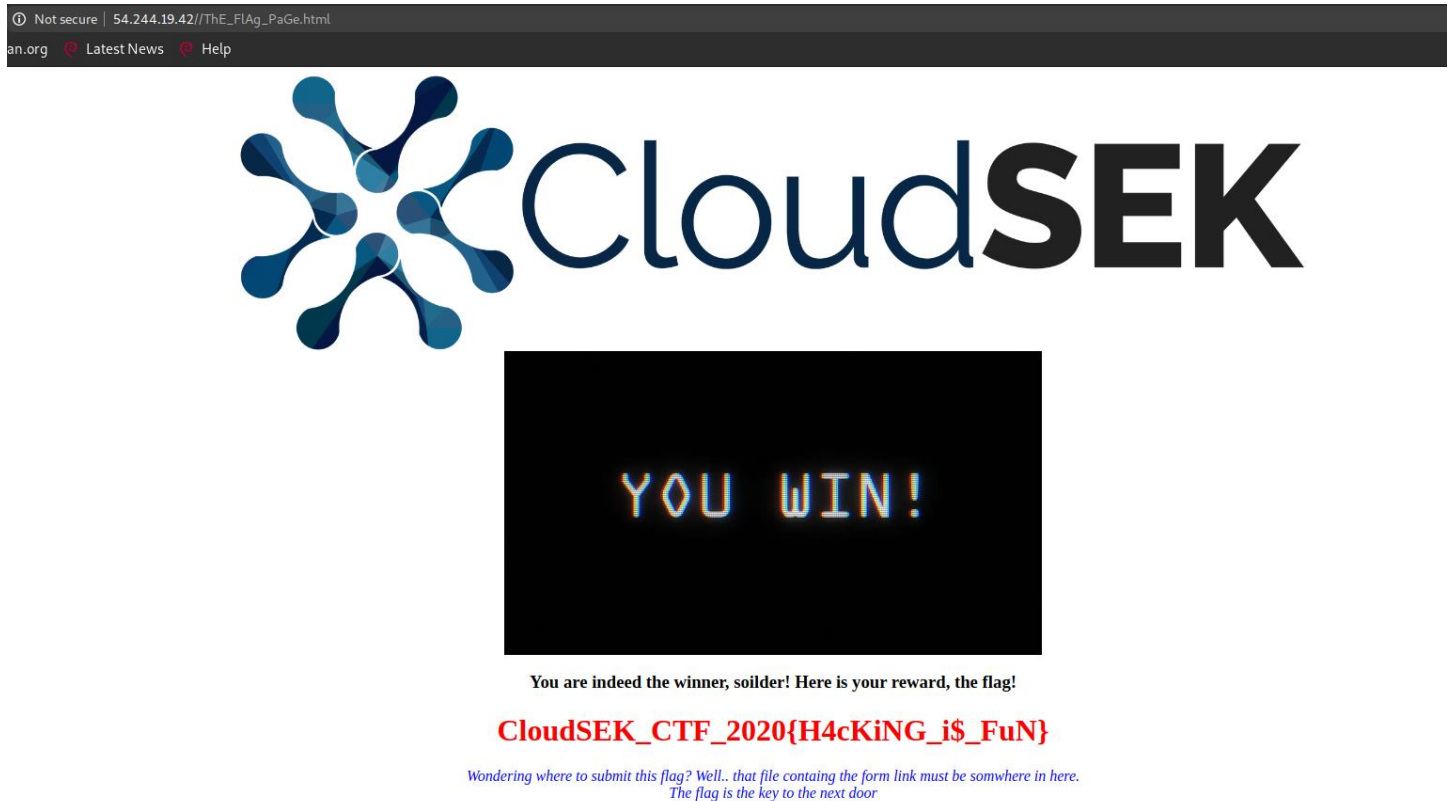 Not secure | 54.244.19.42//ThE_FlAg_PaGe.html
an.org Latest News Help
CloudSEK
YOU WIN!
You are indeed the winner, soilder! Here is your reward, the flag!
CloudSEK_CTF_2020{H4cKiNG_i$_FuN}
Wondering where to submit this flag? Well.. that file containg the form link must be somwhere in here.
The flag is the key to the next door